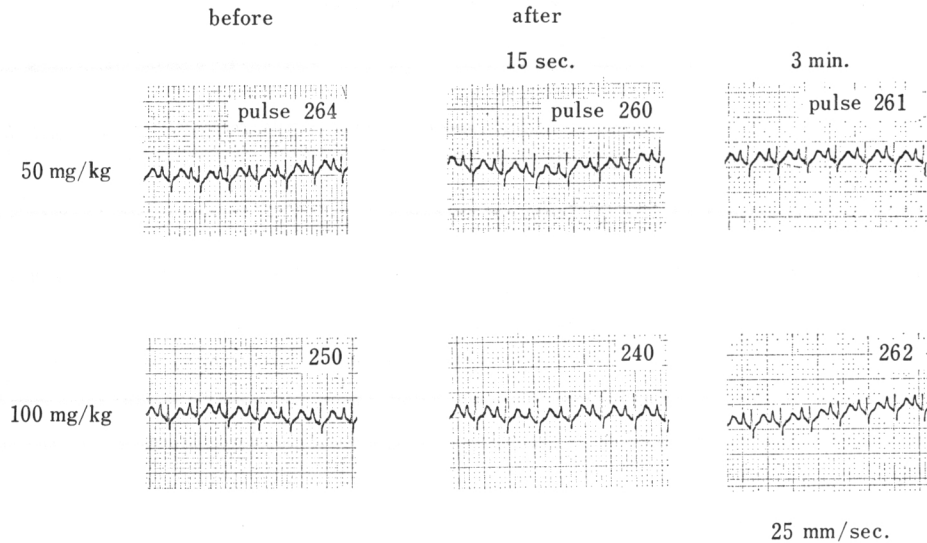 before after
15 sec. 3 min.
pulse 264 pulse 260 pulse 261
50 mg/kg
250 240 262
100 mg/kg
25 mm/sec.